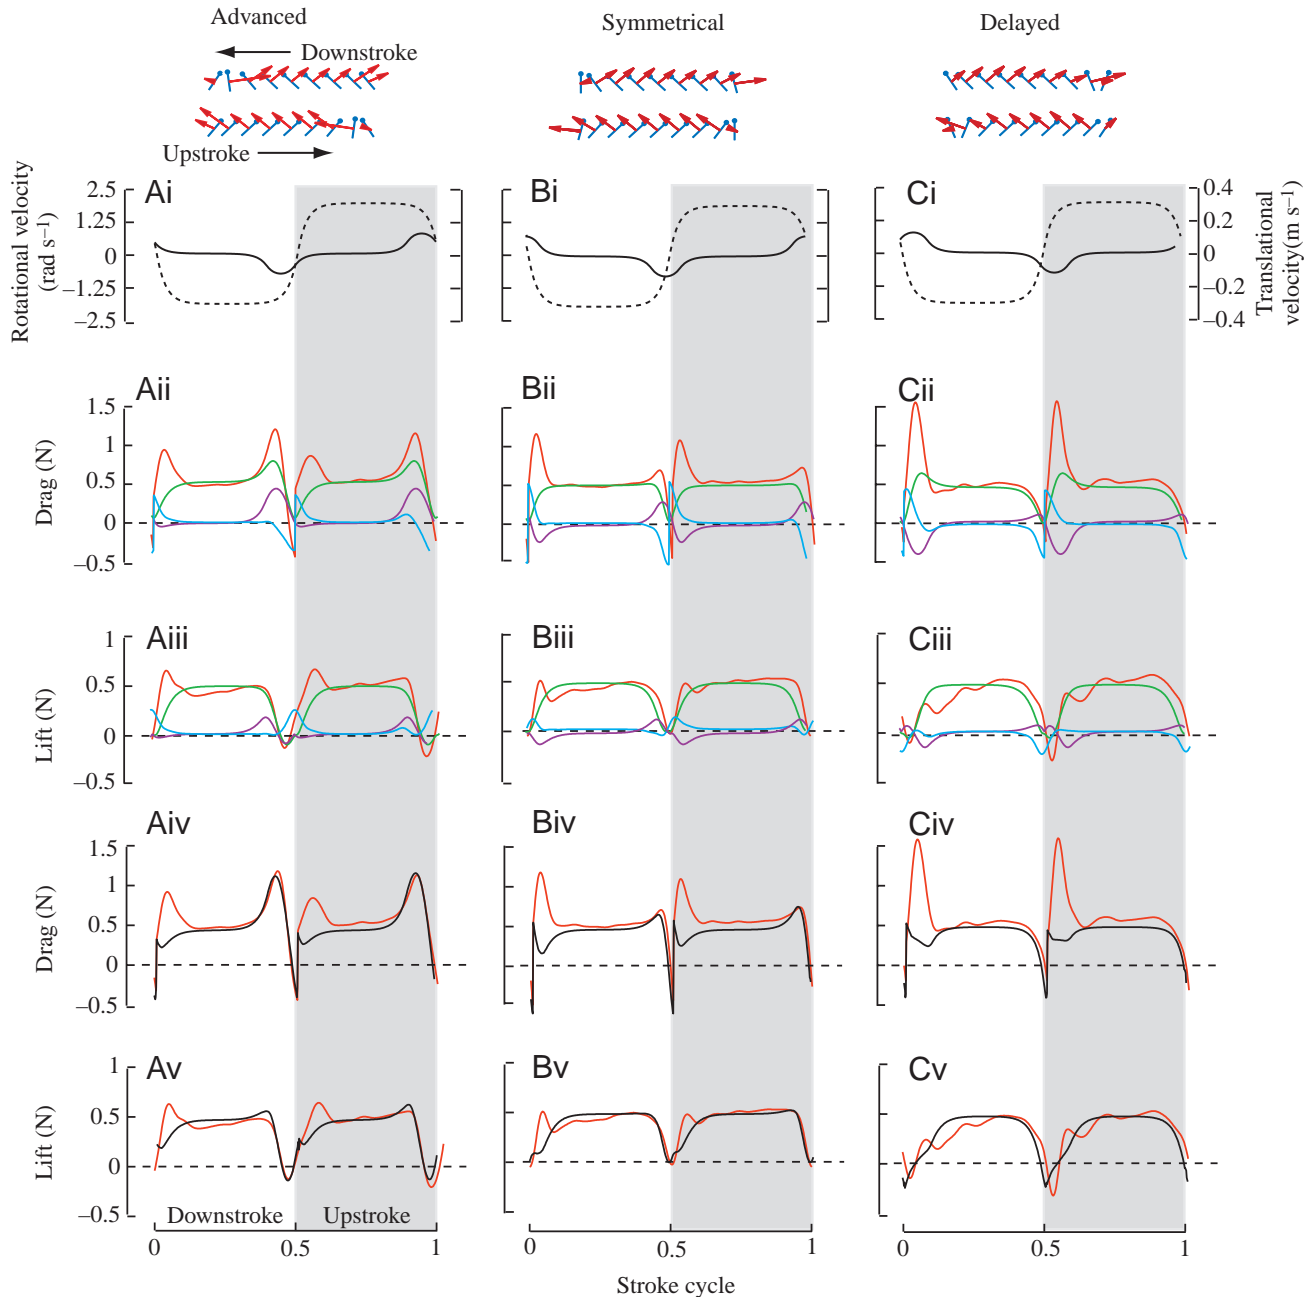 Advanced
Symmetrical
Delayed
Downstroke
Upstroke
Rotational velocity
(rad s–1)
2.5
1.25
0
–1.25
–2.5
Ai
Bi
Ci
0.4
0.2
0
–0.2
–0.4
Translational
velocity(m s–1)
Drag (N)
1.5
1
0.5
0
–0.5
Aii
Bii
Cii
Lift (N)
1
0.5
0
–0.5
Aiii
Biii
Ciii
Drag (N)
1.5
1
0.5
0
–0.5
Aiv
Biv
Civ
Lift (N)
1
0.5
0
–0.5
Av
Bv
Cv
Downstroke
Upstroke
0
0.5
1
0
0.5
1
0
0.5
1
Stroke cycle